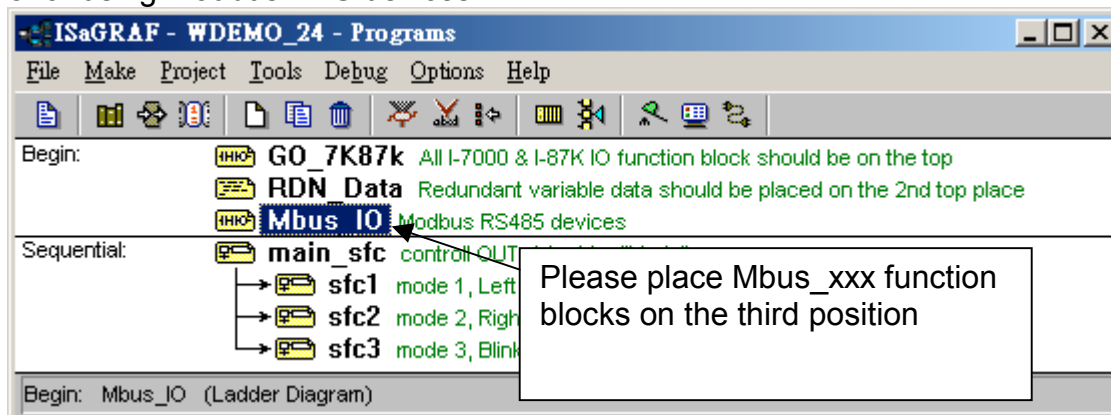 ISaGRAF - WDEMO_24 - Programs
File Make Project Tools Debug Options Help
Begin: GO_7K87k All I-7000 & I-87K IO function block should be on the top
RDN_Data Redundant variable data should be placed on the 2nd top place
Mbus_IO Modbus RS485 devices
Sequential: main_sfc controll
sfc1 mode 1, Left
sfc2 mode 2,
sfc3 mode 3,
Please place Mbus_xxx function
blocks on the third position
Begin: Mbus_IO (Ladder Diagram)